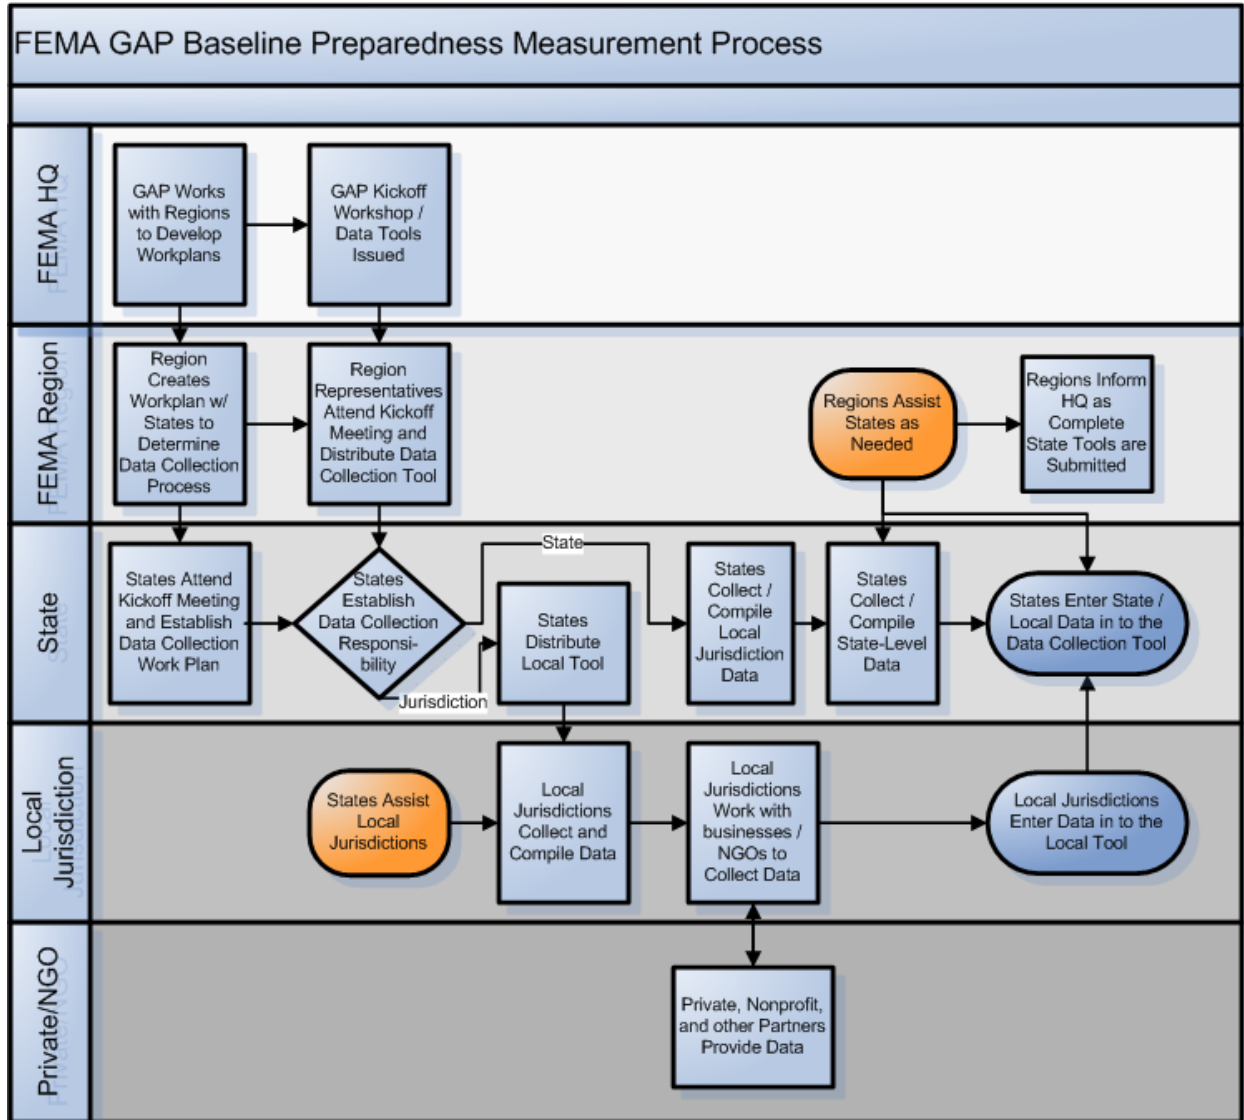 FEMA GAP Baseline Preparedness Measurement Process
FEMA HQ
GAP Works
with Regions
to Develop
Workplans
GAP Kickoff
Workshop /
Data Tools
Issued
FEMA Region
Region
Creates
Workplan w/
States to
Determine
Data Collection
Process
Region
Representatives
Attend Kickoff
Meeting and
Distribute Data
Collection Tool
Regions Assist
States as
Needed
Regions Inform
HQ as
Complete
State Tools are
Submitted
State
States Attend
Kickoff Meeting
and Establish
Data Collection
Work Plan
States
Establish
Data Collection
Responsi-
bility
State
Jurisdiction
States
Distribute
Local Tool
States
Collect /
Compile
Local
Jurisdiction
Data
States
Collect /
Compile
State-Level
Data
States Enter State /
Local Data in to the
Data Collection Tool
Local
Jurisdiction
States Assist
Local
Jurisdictions
Local
Jurisdictions
Collect and
Compile Data
Local
Jurisdictions
Work with
businesses /
NGOs to
Collect Data
Local Jurisdictions
Enter Data in to the
Local Tool
Private/NGO
Private, Nonprofit,
and other Partners
Provide Data